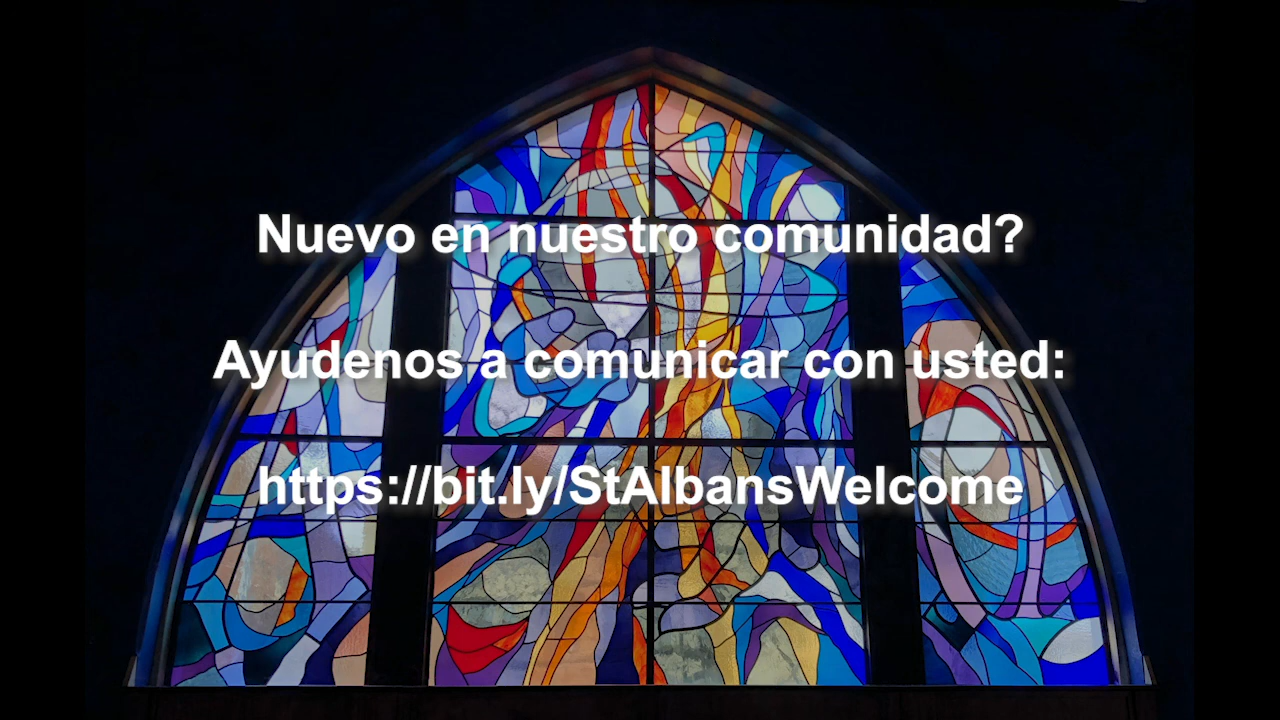 Nuevo en nuestro comunidad?
Ayudenos a comunicar con usted:
https://bit.ly/StAlbansWelcome